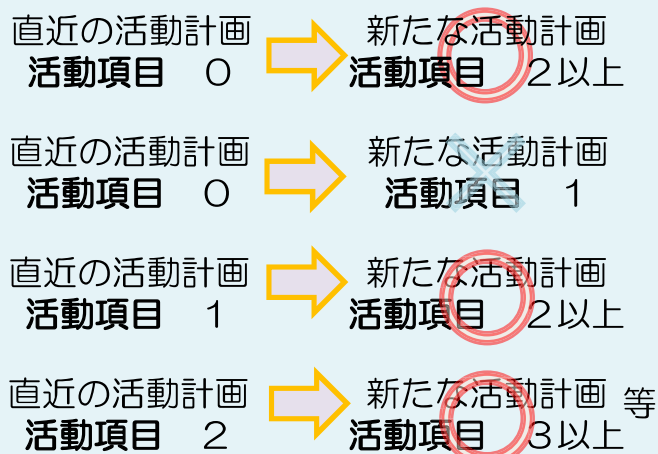 直近の活動計画 新たな活動計画
活動項目 0 活動項目 2以上
直近の活動計画 新たな活動計画
活動項目 0 活動項目 1
直近の活動計画 新たな活動計画
活動項目 1 活動項目 2以上
直近の活動計画 新たな活動計画 等
活動項目 2 活動項目 3以上